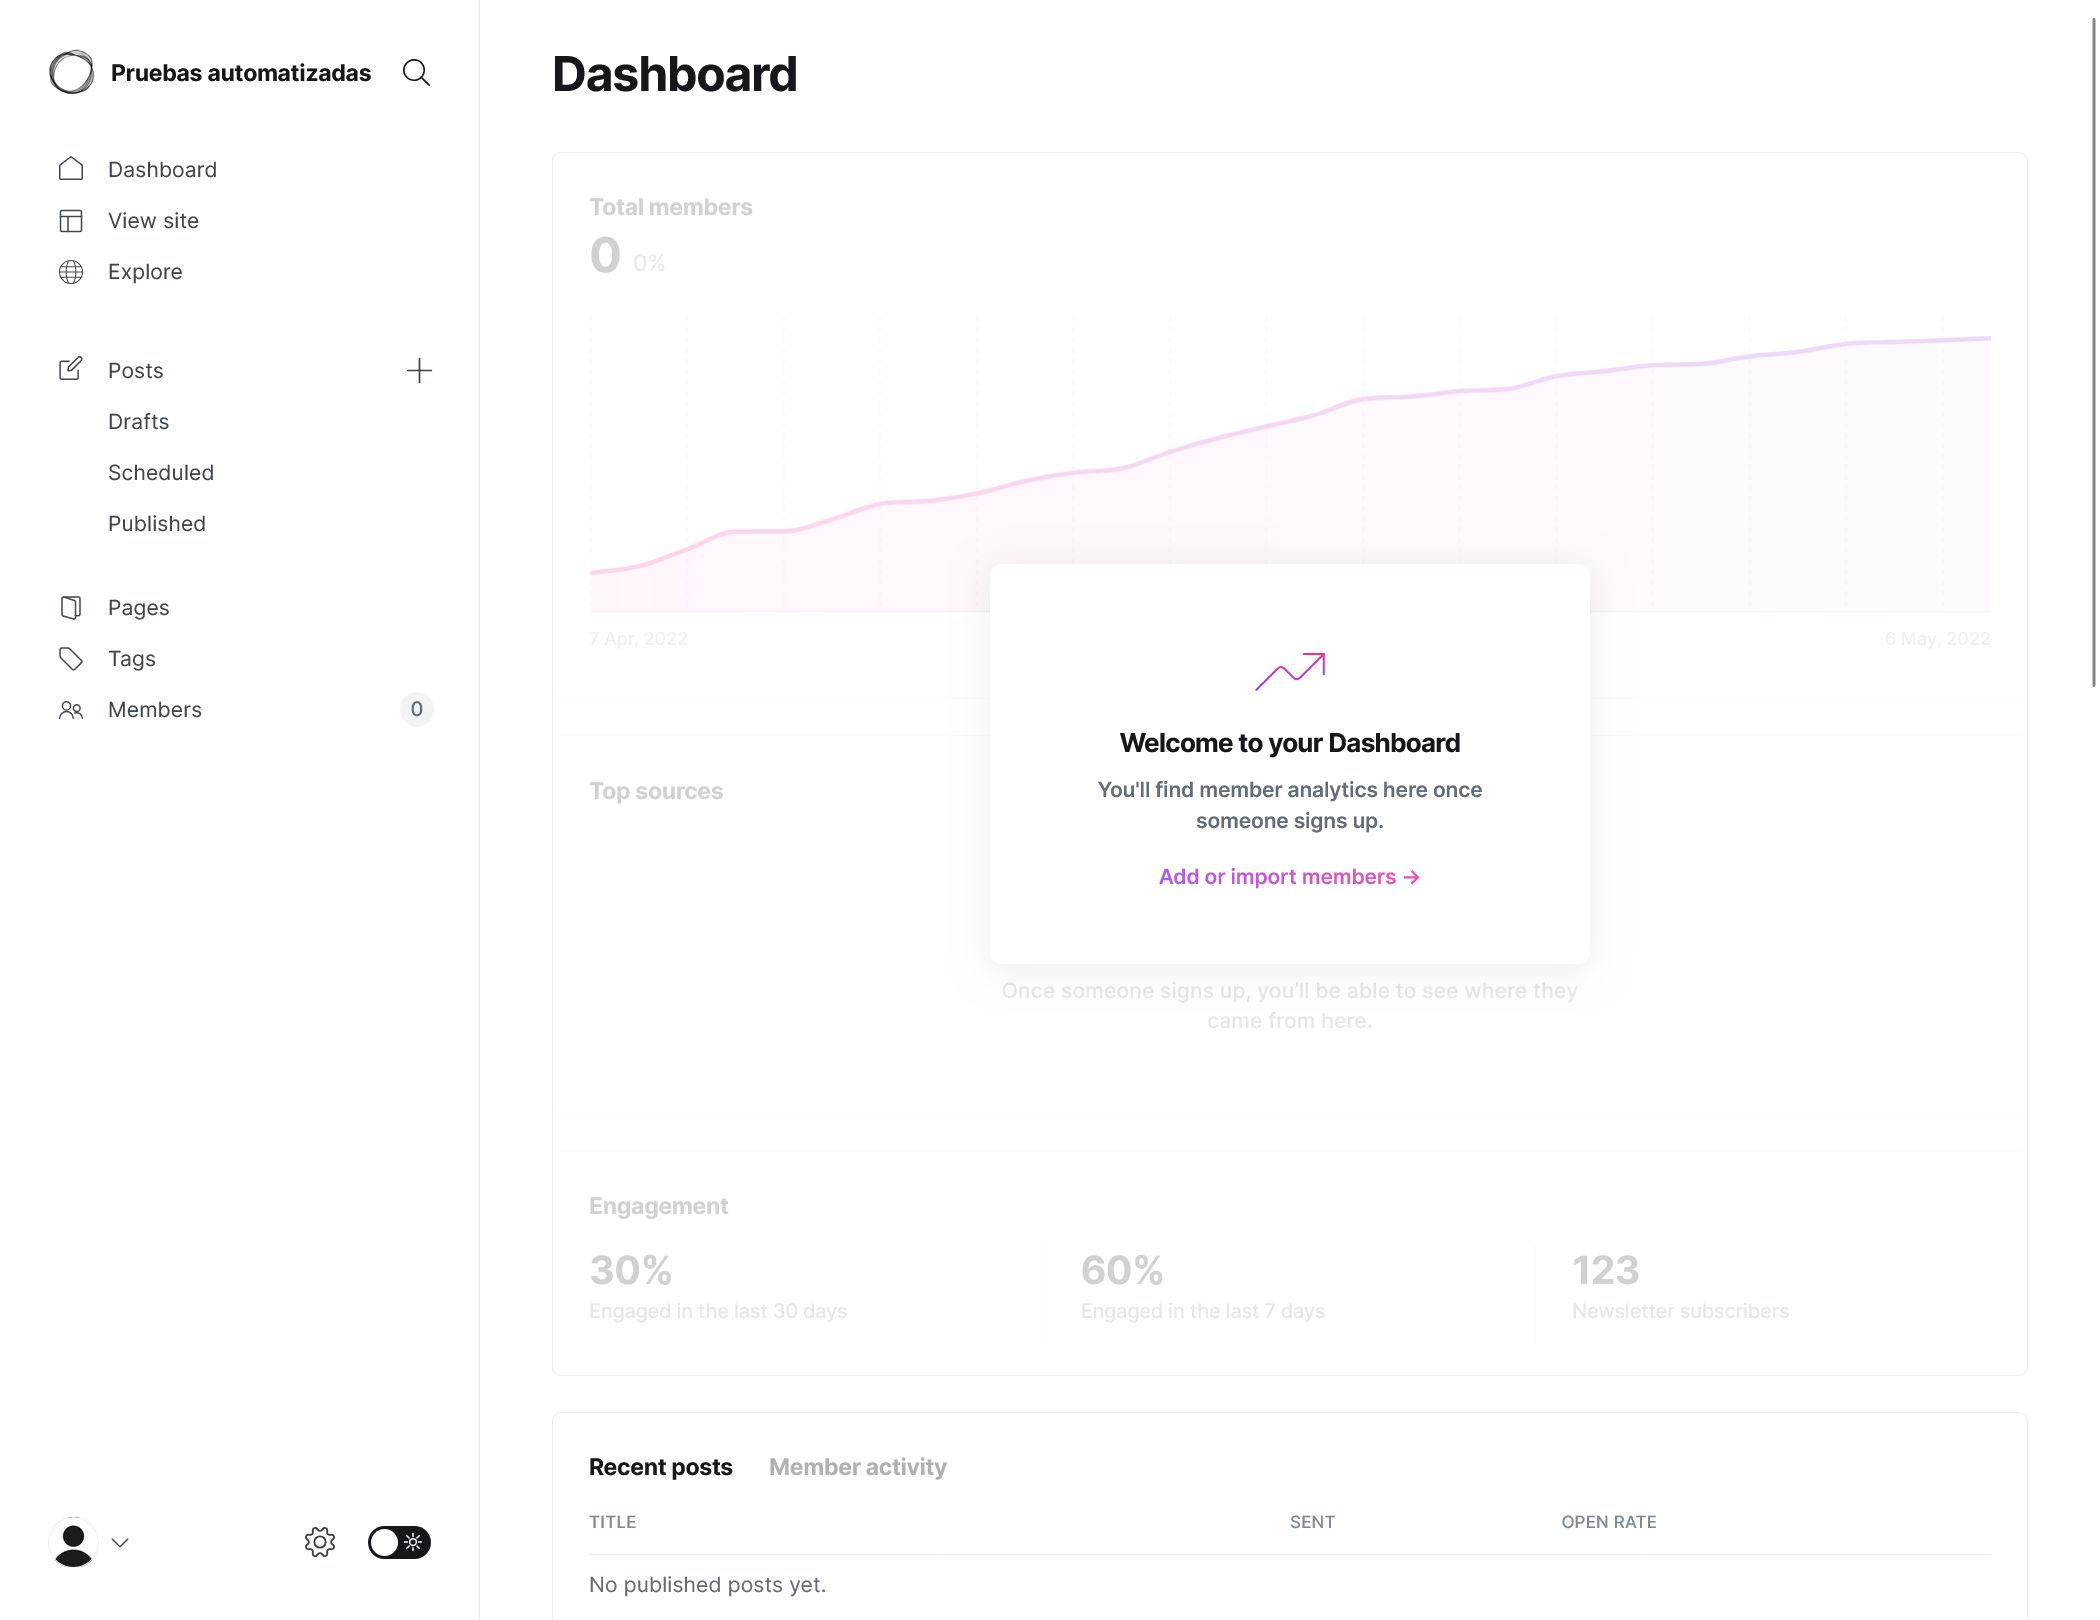 Pruebas automatizadas
Dashboard
View site
Explore
Posts
Drafts
Scheduled
Published
Pages
Tags
Members
0
Dashboard
Total members
0 0%
7 Apr, 2022
6 May, 2022
Welcome to your Dashboard
You'll find member analytics here once
someone signs up.
Add or import members →
Top sources
Once someone signs up, you’ll be able to see where they
came from here.
Engagement
30%
Engaged in the last 30 days
60%
Engaged in the last 7 days
123
Newsletter subscribers
Recent posts Member activity
TITLE SENT OPEN RATE
No published posts yet.